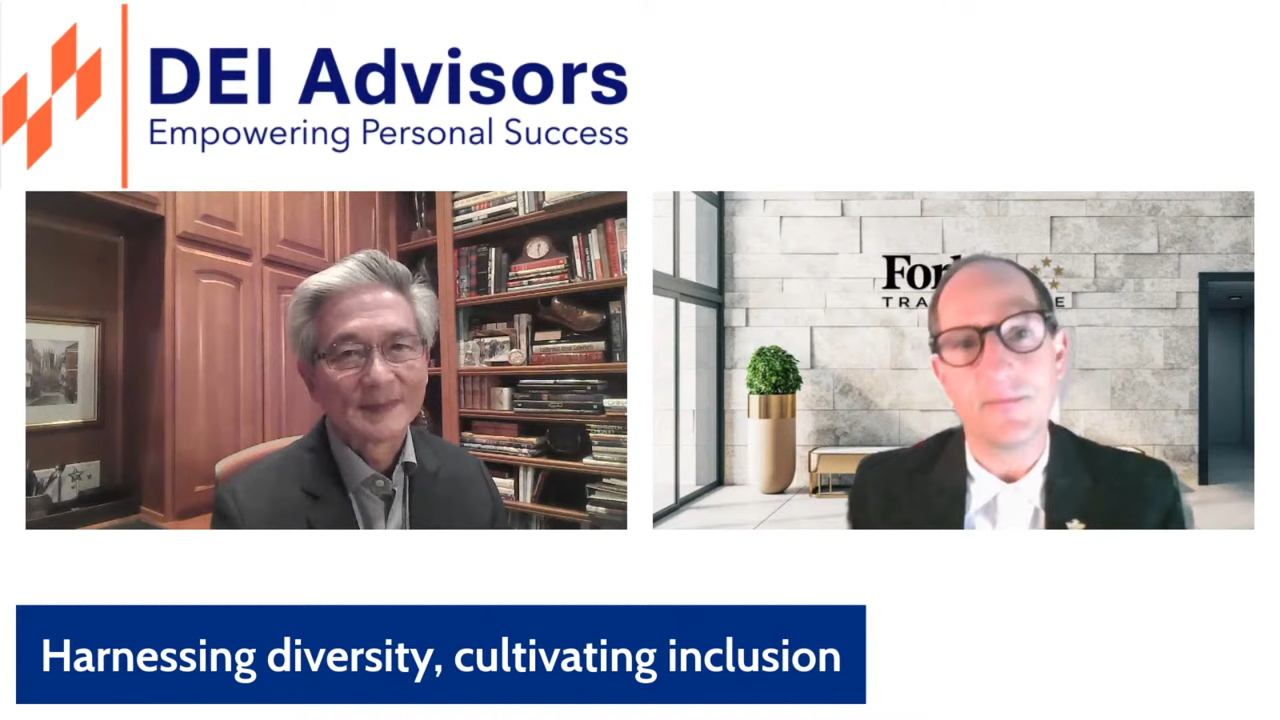 DEI Advisors
Empowering Personal Success
Harnessing diversity, cultivating inclusion